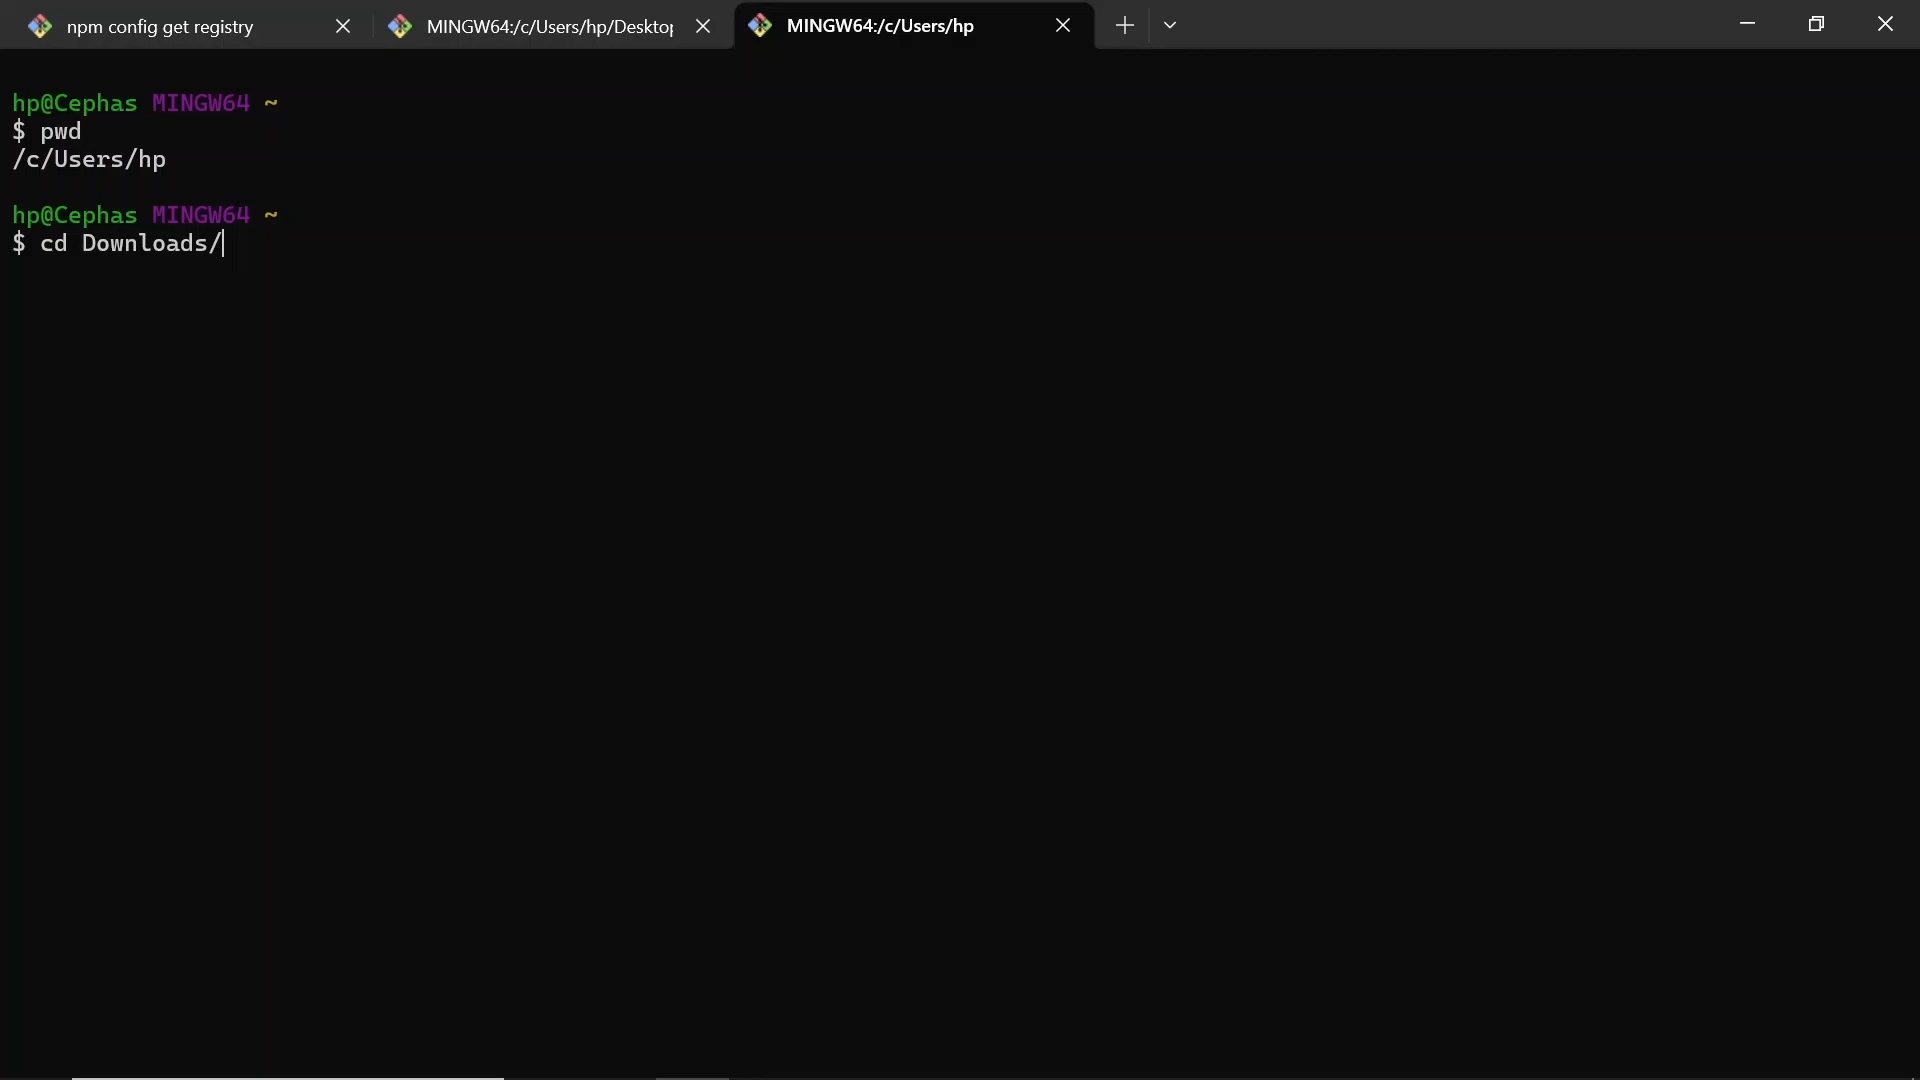 npm config get registry
MINGW64:/c/Users/hp/Desktop
MINGW64:/c/Users/hp
hp@Cephas MINGW64 ~
$ pwd
/c/Users/hp
hp@Cephas MINGW64 ~
$ cd Downloads/